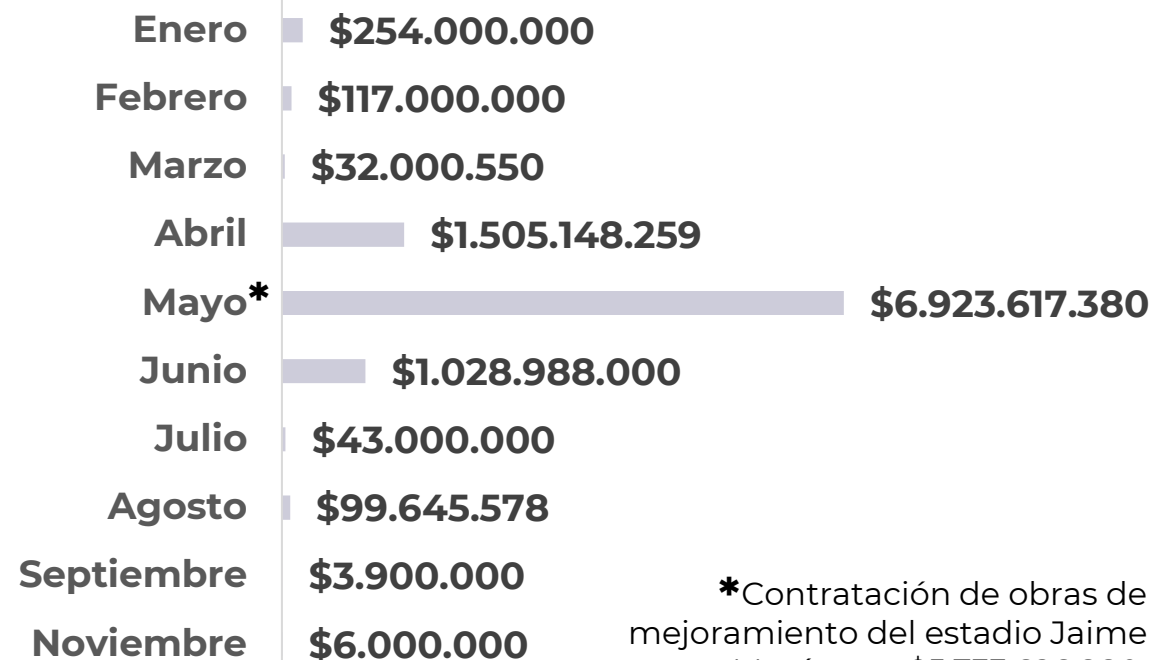 Enero $254.000.000
Febrero $117.000.000
Marzo $32.000.550
Abril $1.505.148.259
Mayo* $6.923.617.380
Junio $1.028.988.000
Julio $43.000.000
Agosto $99.645.578
Septiembre $3.900.000
Noviembre $6.000.000
*Contratación de obras de
mejoramiento del estadio Jaime